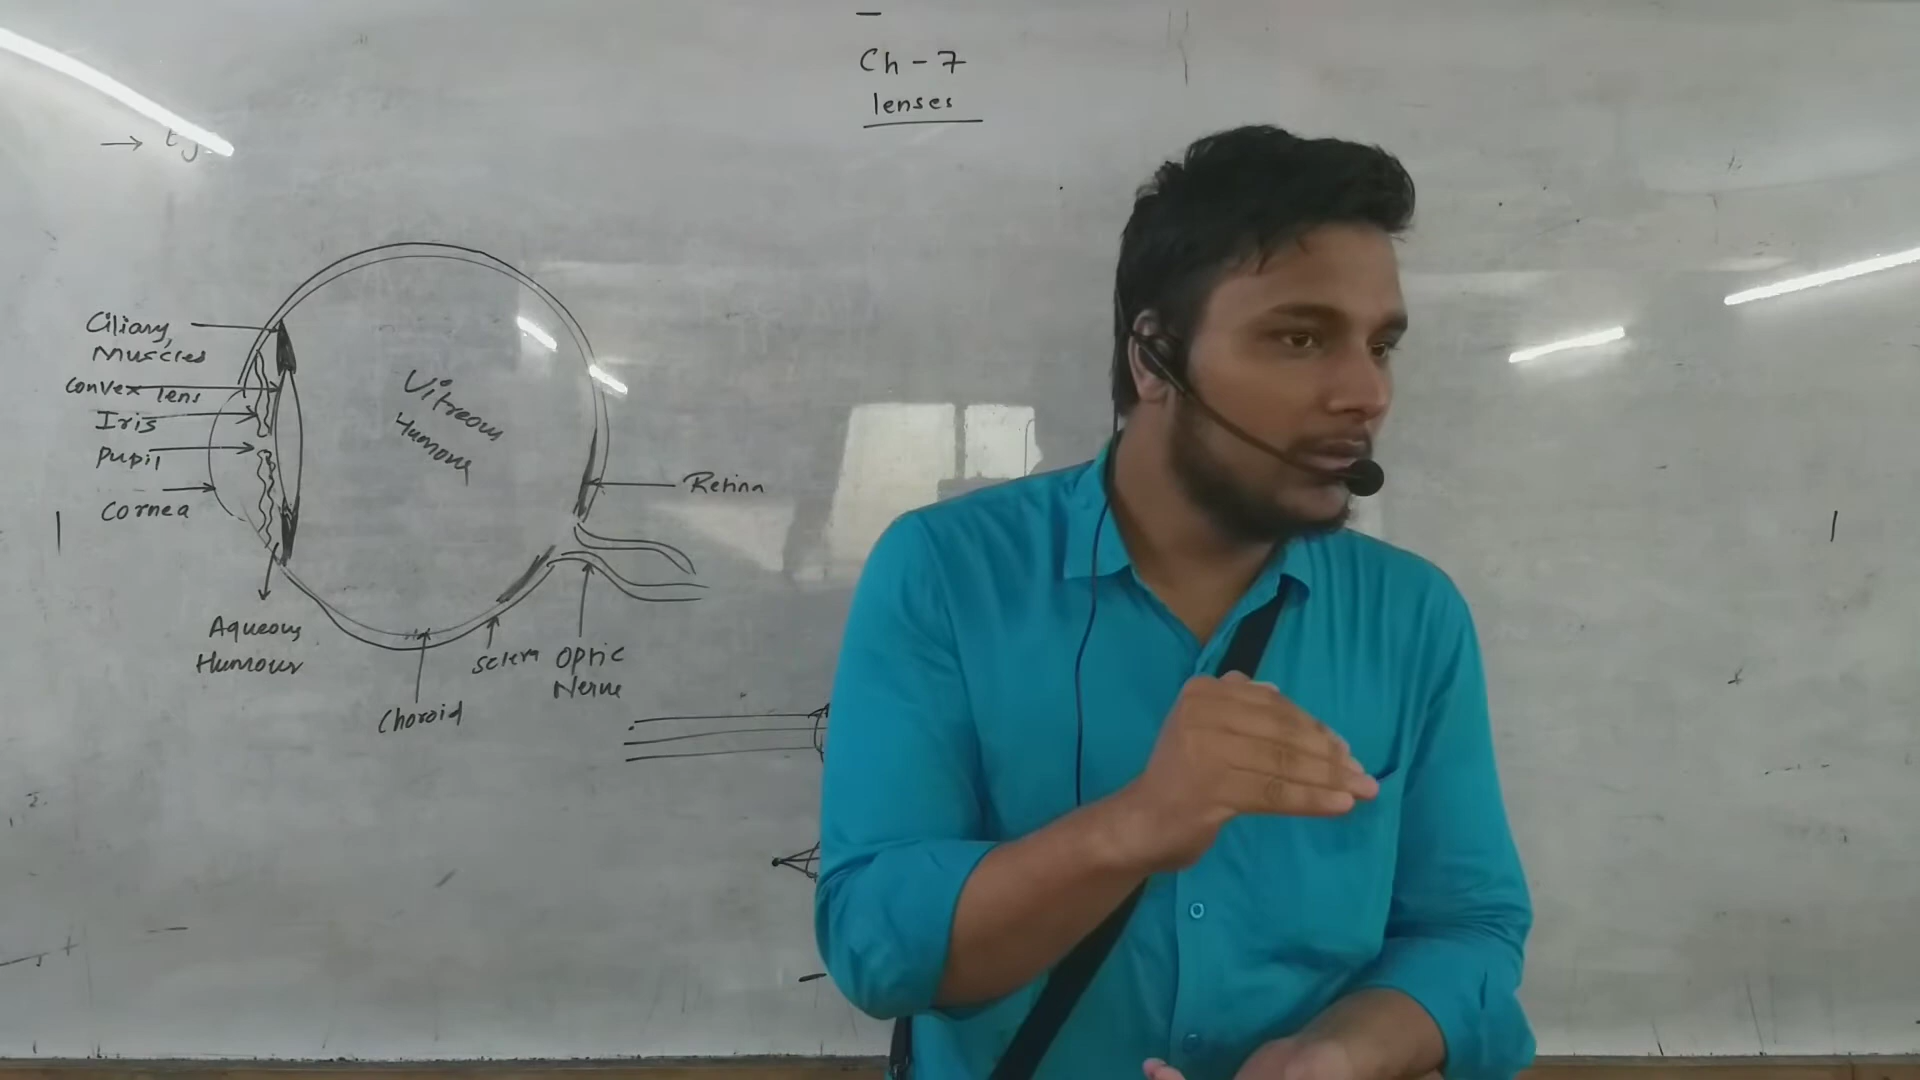 Ch - 7
lenses
Ciliary
Muscles
Convex lens
Iris
Pupil
Cornea
Vitreous
Humour
Retina
Aqueous
Humour
Sclera
Optic
Nerve
Choroid